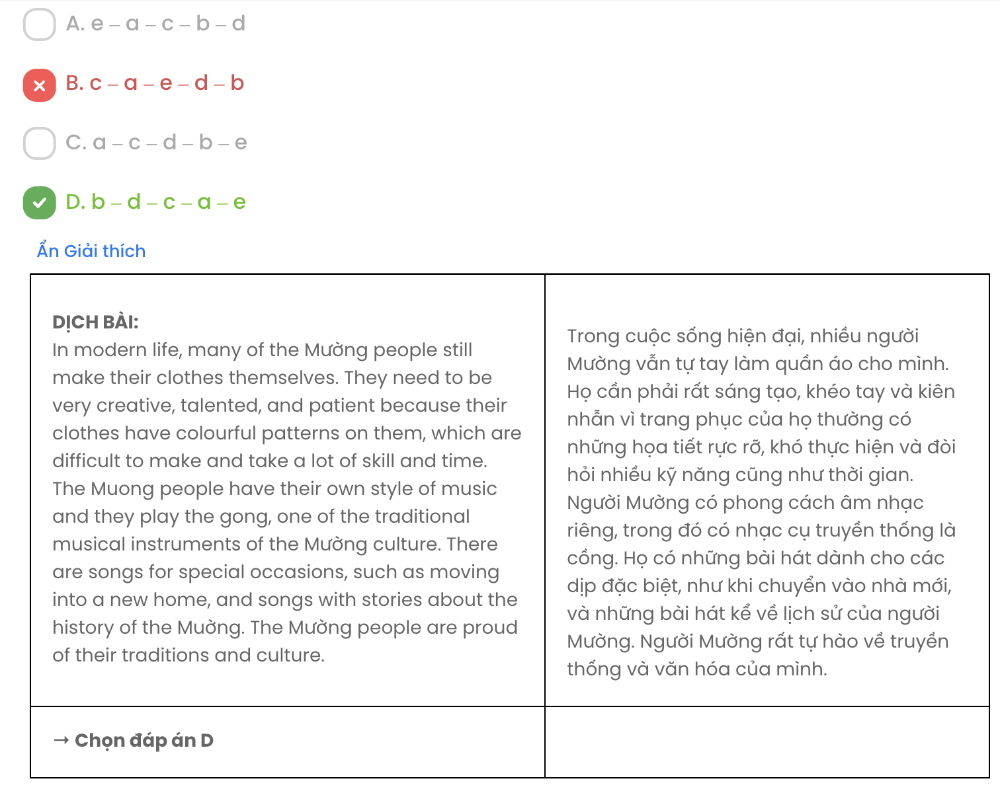 A. e – a – c – b – d
B. c – a – e – d – b
C. a – c – d – b – e
D. b – d – c – a – e
Ẩn Giải thích
DỊCH BÀI:
In modern life, many of the Mường people still
make their clothes themselves. They need to be
very creative, talented, and patient because their
clothes have colourful patterns on them, which are
difficult to make and take a lot of skill and time.
The Muong people have their own style of music
and they play the gong, one of the traditional
musical instruments of the Mường culture. There
are songs for special occasions, such as moving
into a new home, and songs with stories about the
history of the Muờng. The Mường people are proud
of their traditions and culture.
Trong cuộc sống hiện đại, nhiều người
Mường vẫn tự tay làm quần áo cho mình.
Họ cần phải rất sáng tạo, khéo tay và kiên
nhẫn vì trang phục của họ thường có
những họa tiết rực rỡ, khó thực hiện và đòi
hỏi nhiều kỹ năng cũng như thời gian.
Người Mường có phong cách âm nhạc
riêng, trong đó có nhạc cụ truyền thống là
cồng. Họ có những bài hát dành cho các
dịp đặc biệt, như khi chuyển vào nhà mới,
và những bài hát kể về lịch sử của người
Mường. Người Mường rất tự hào về truyền
thống và văn hóa của mình.
→ Chọn đáp án D